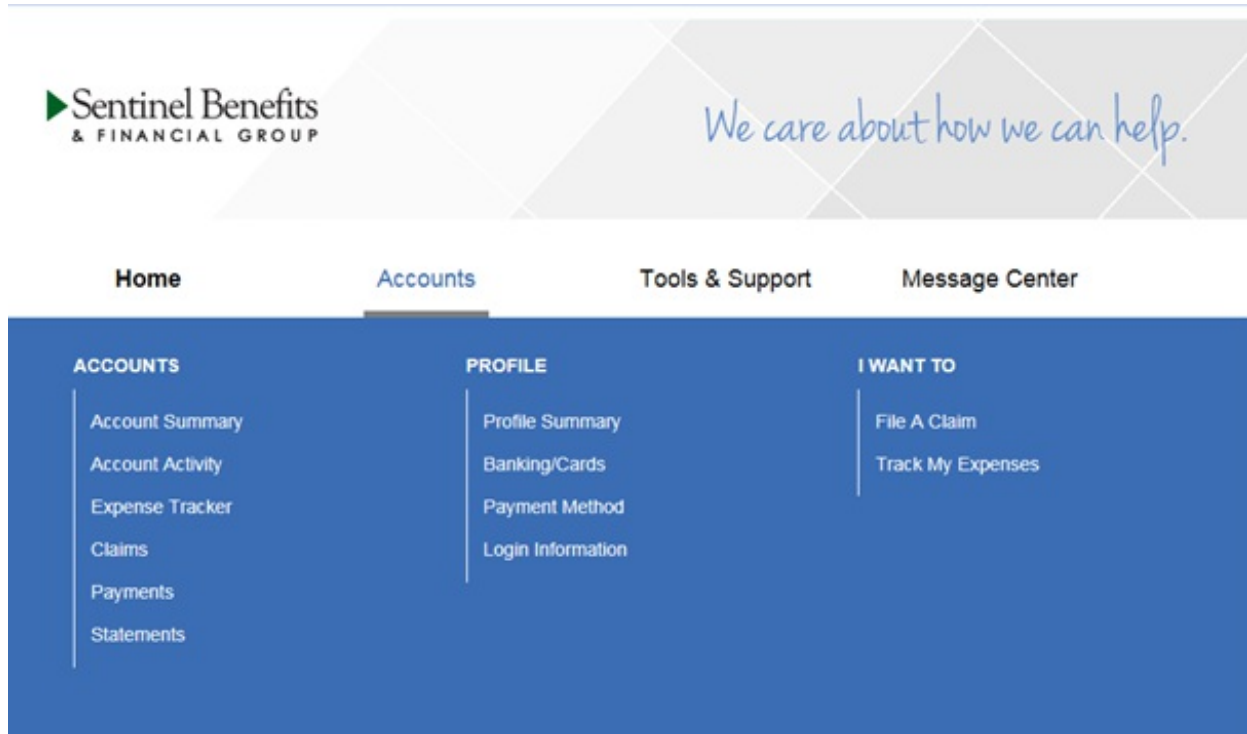 Sentinel Benefits
& FINANCIAL GROUP
We care about how we can help.
Home Accounts Tools & Support Message Center
ACCOUNTS
Account Summary
Account Activity
Expense Tracker
Claims
Payments
Statements
PROFILE
Profile Summary
Banking/Cards
Payment Method
Login Information
I WANT TO
File A Claim
Track My Expenses